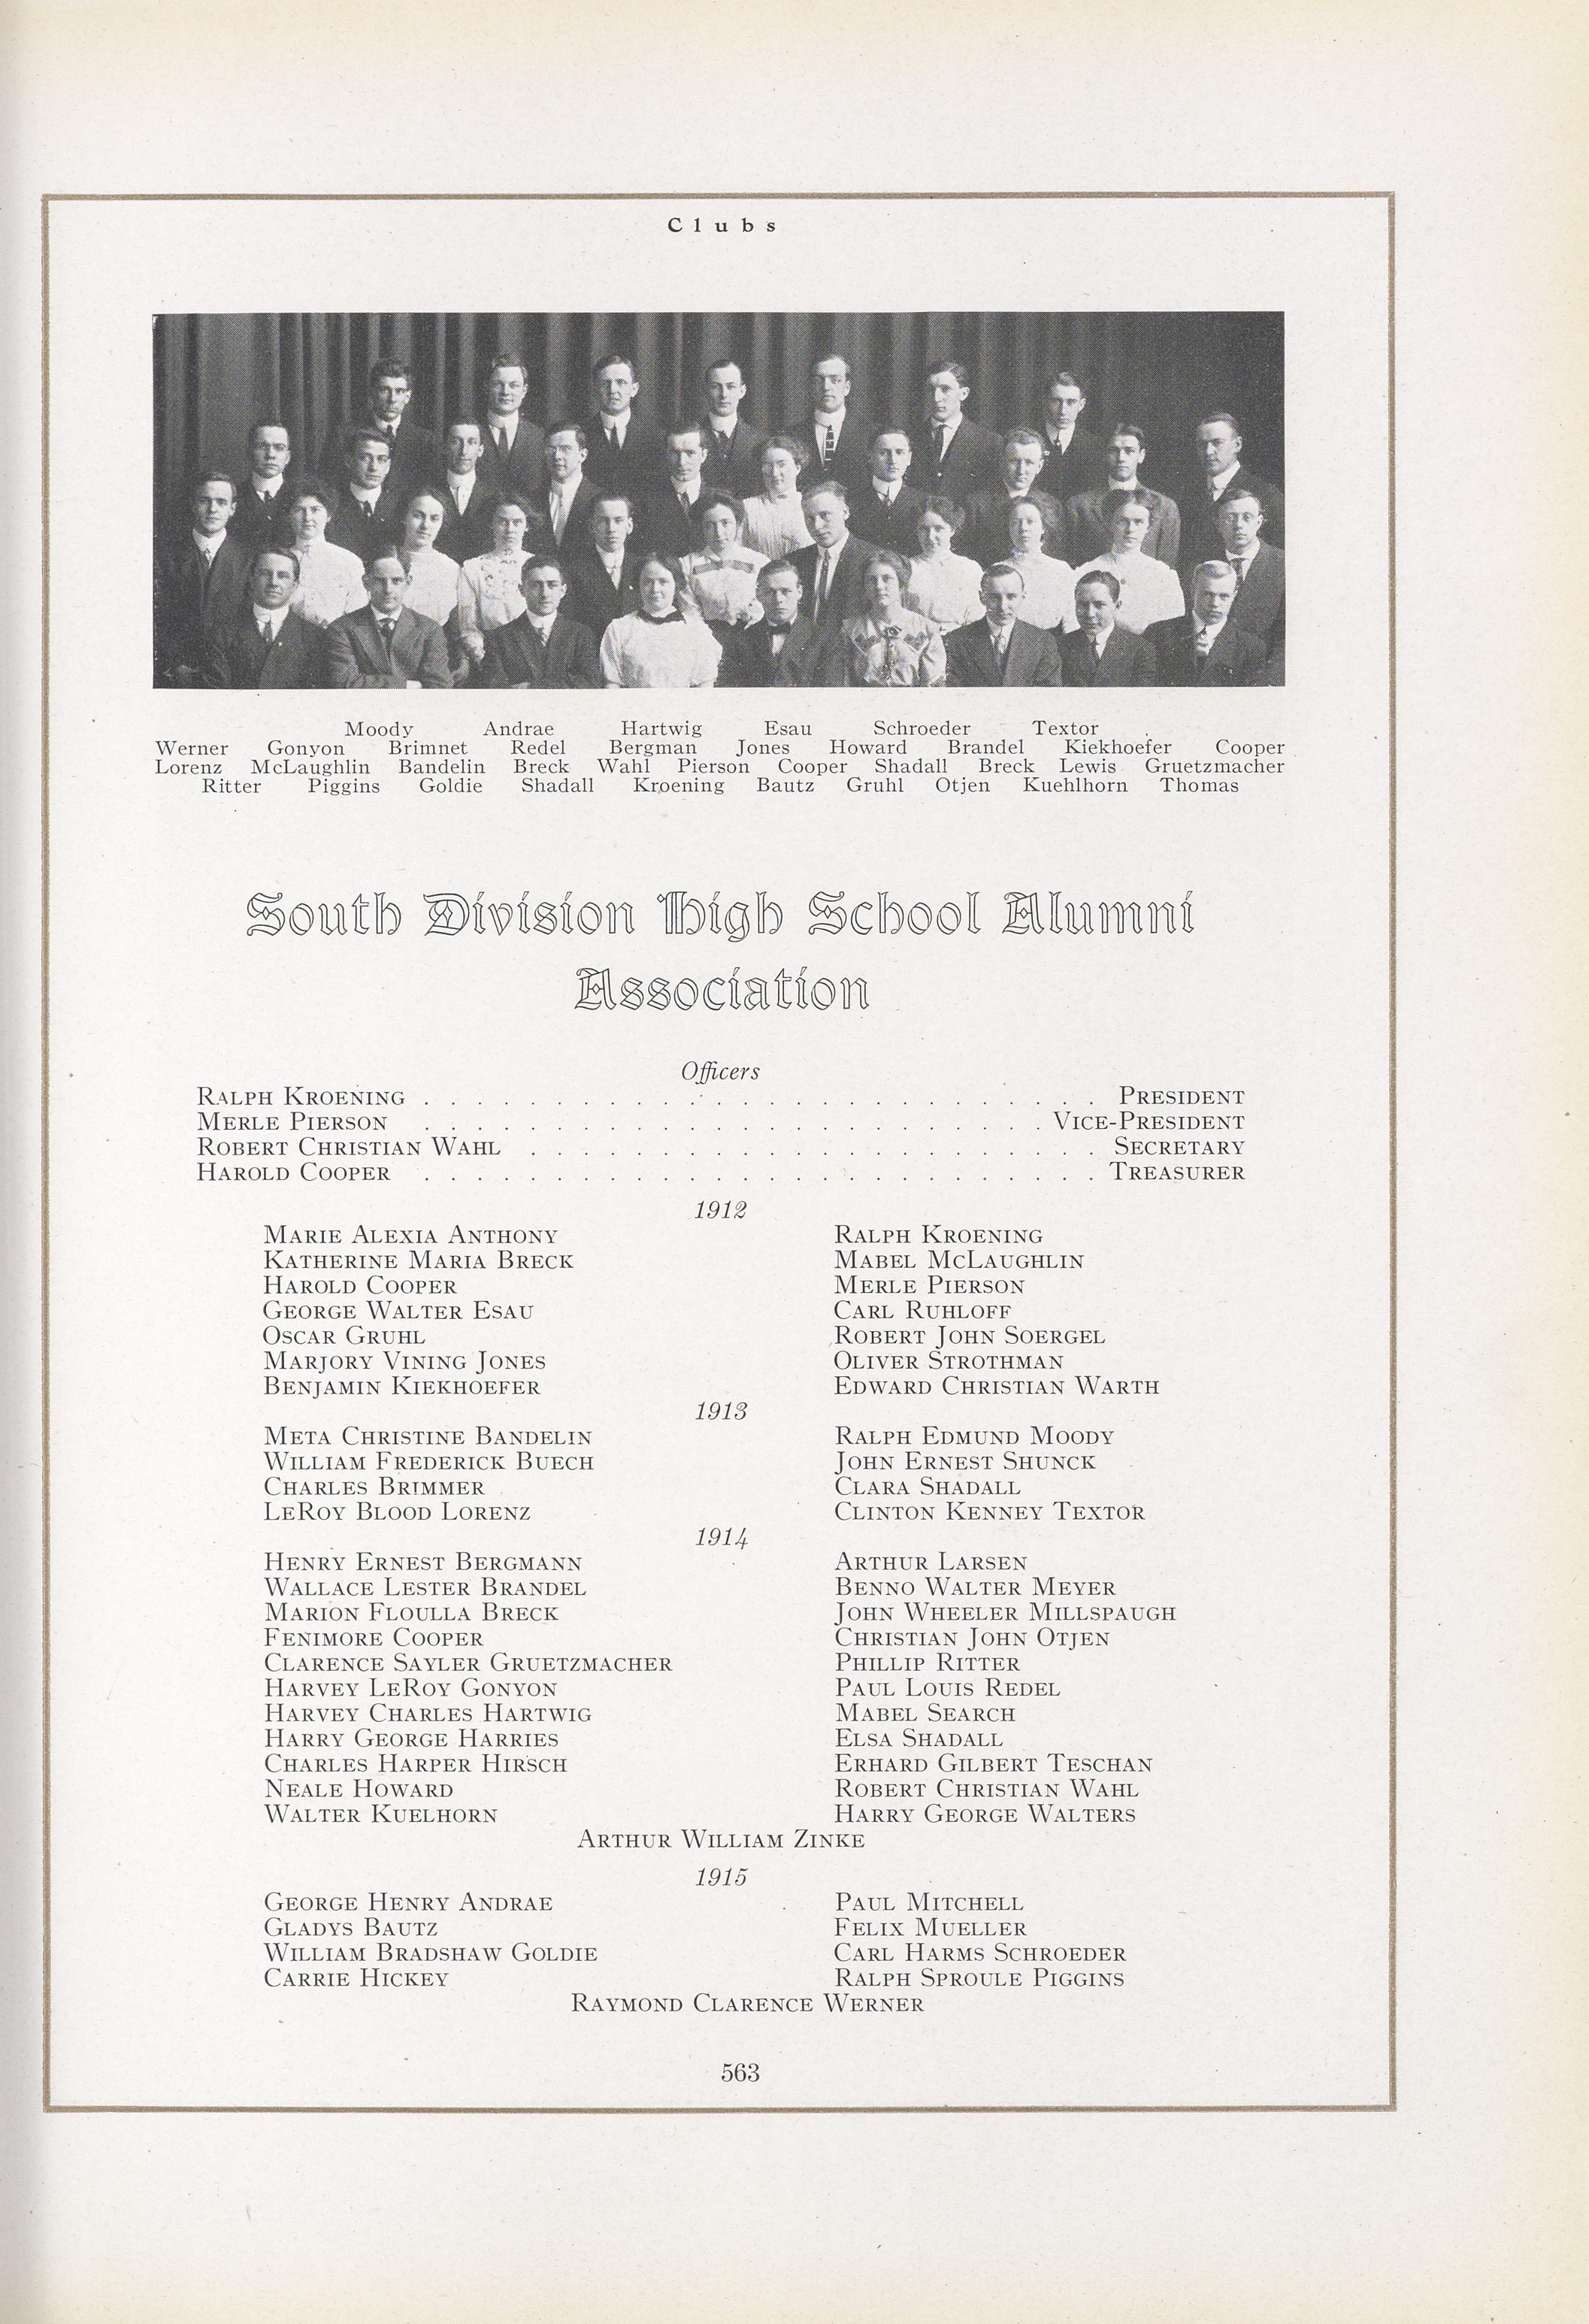 Clubs
Moody Andrae Hartwig Esau Schroeder Textor
Werner Gonyon Brimnet Redel Bergman Jones Howard Brandel Kiekhoefer Cooper
Lorenz McLaughlin Bandelin Breck Wahl Pierson Cooper Shadall Breck Lewis Gruetzmacher
Ritter Piggins Goldie Shadall Kroening Bautz Gruhl Otjen Kuehlhorn Thomas
South Division High School Alumni
Association
Officers
RALPH KROENING . . . . . . . . . . . . . . . . . . . . . . . . . . PRESIDENT
MERLE PIERSON . . . . . . . . . . . . . . . . . . . . . . . . VICE-PRESIDENT
ROBERT CHRISTIAN WAHL . . . . . . . . . . . . . . . . . . . . . . SECRETARY
HAROLD COOPER . . . . . . . . . . . . . . . . . . . . . . . . . . TREASURER
1912
MARIE ALEXIA ANTHONY RALPH KROENING
KATHERINE MARIA BRECK MABEL MCLAUGHLIN
HAROLD COOPER MERLE PIERSON
GEORGE WALTER ESAU CARL RUHLOFF
OSCAR GRUHL ROBERT JOHN SOERGEL
MARJORY VINING JONES OLIVER STROTHMAN
BENJAMIN KIEKHOEFER EDWARD CHRISTIAN WARTH
1913
META CHRISTINE BANDELIN RALPH EDMUND MOODY
WILLIAM FREDERICK BUECH JOHN ERNEST SHUNCK
CHARLES BRIMMER CLARA SHADALL
LEROY BLOOD LORENZ CLINTON KENNEY TEXTOR
1914
HENRY ERNEST BERGMANN ARTHUR LARSEN
WALLACE LESTER BRANDEL BENNO WALTER MEYER
MARION FLOULLA BRECK JOHN WHEELER MILLSPAUGH
FENIMORE COOPER CHRISTIAN JOHN OTJEN
CLARENCE SAYLER GRUETZMACHER PHILLIP RITTER
HARVEY LEROY GONYON PAUL LOUIS REDEL
HARVEY CHARLES HARTWIG MABEL SEARCH
HARRY GEORGE HARRIES ELSA SHADALL
CHARLES HARPER HIRSCH ERHARD GILBERT TESCHAN
NEALE HOWARD ROBERT CHRISTIAN WAHL
WALTER KUELHORN HARRY GEORGE WALTERS
ARTHUR WILLIAM ZINKE
1915
GEORGE HENRY ANDRAE PAUL MITCHELL
GLADYS BAUTZ FELIX MUELLER
WILLIAM BRADSHAW GOLDIE CARL HARMS SCHROEDER
CARRIE HICKEY RALPH SPROULE PIGGINS
RAYMOND CLARENCE WERNER
563